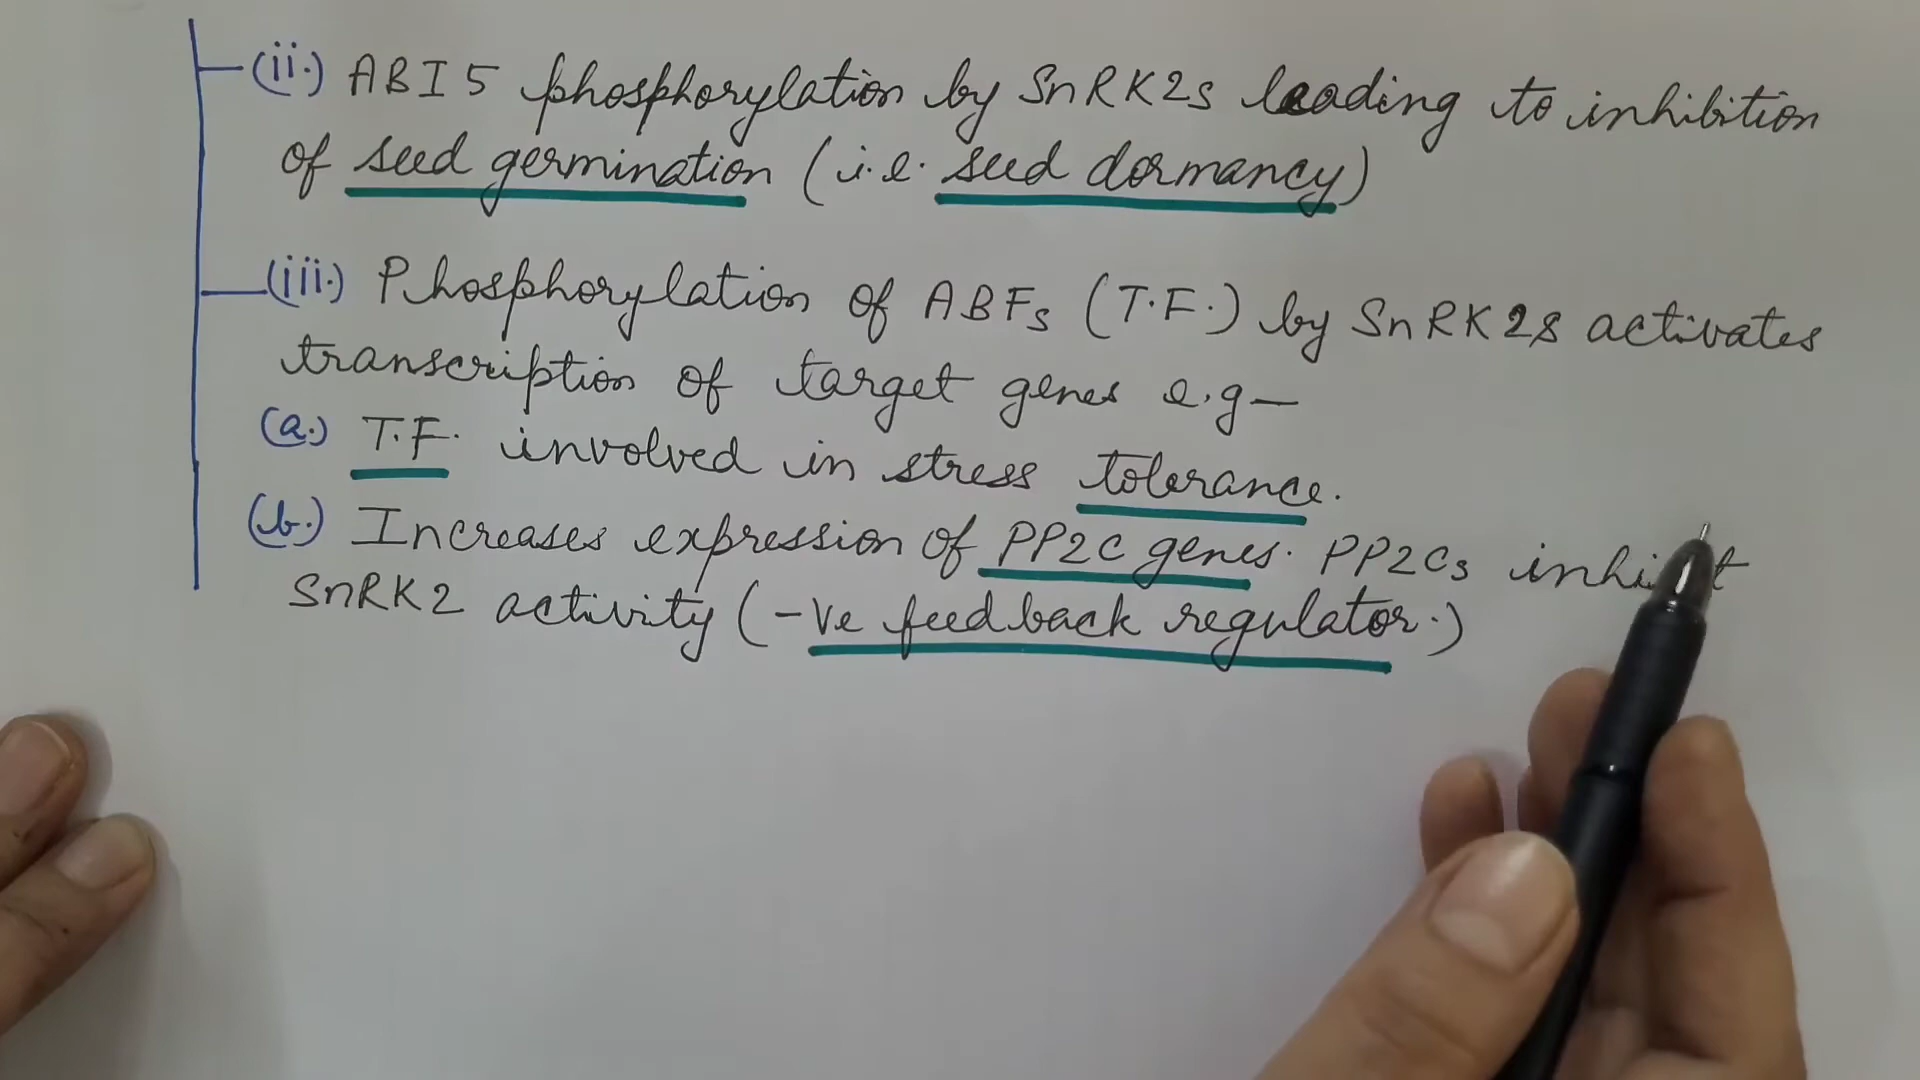 (ii.) ABI5 phosphorylation by SnRK2s leading to inhibition
of seed germination (i.e. seed dormancy)
(iii.) Phosphorylation of ABFs (T.F.) by SnRK2s activates
transcription of target genes e.g—
(a.) T.F. involved in stress tolerance.
(b.) Increases expression of PP2C genes. PP2Cs
SnRK2 activity (-ve feedback regulator.)